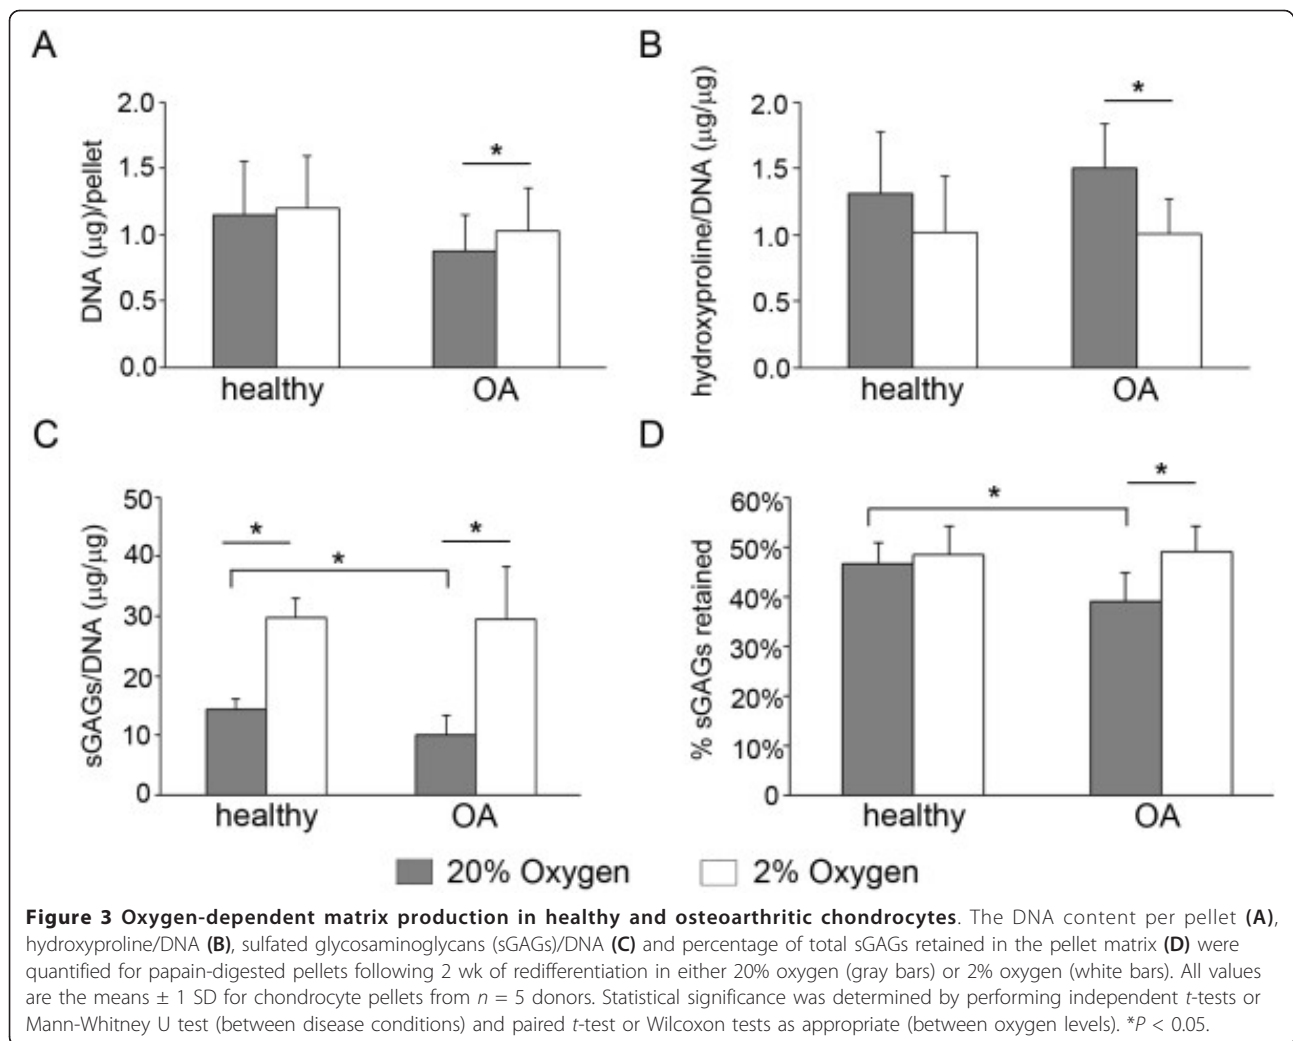 A
B
DNA (µg)/pellet
2.0
1.5
1.0
0.5
0.0
*
healthy
OA
hydroxyproline/DNA (µg/µg)
2.0
1.5
1.0
0.5
0.0
*
healthy
OA
C
D
sGAGs/DNA (µg/µg)
50
40
30
20
10
0
*
*
*
healthy
OA
% sGAGs retained
60%
50%
40%
30%
20%
10%
0
*
*
healthy
OA
20% Oxygen
2% Oxygen
Figure 3 Oxygen-dependent matrix production in healthy and osteoarthritic chondrocytes. The DNA content per pellet (A),
hydroxyproline/DNA (B), sulfated glycosaminoglycans (sGAGs)/DNA (C) and percentage of total sGAGs retained in the pellet matrix (D) were
quantified for papain-digested pellets following 2 wk of redifferentiation in either 20% oxygen (gray bars) or 2% oxygen (white bars). All values
are the means ± 1 SD for chondrocyte pellets from n = 5 donors. Statistical significance was determined by performing independent t-tests or
Mann-Whitney U test (between disease conditions) and paired t-test or Wilcoxon tests as appropriate (between oxygen levels). *P < 0.05.